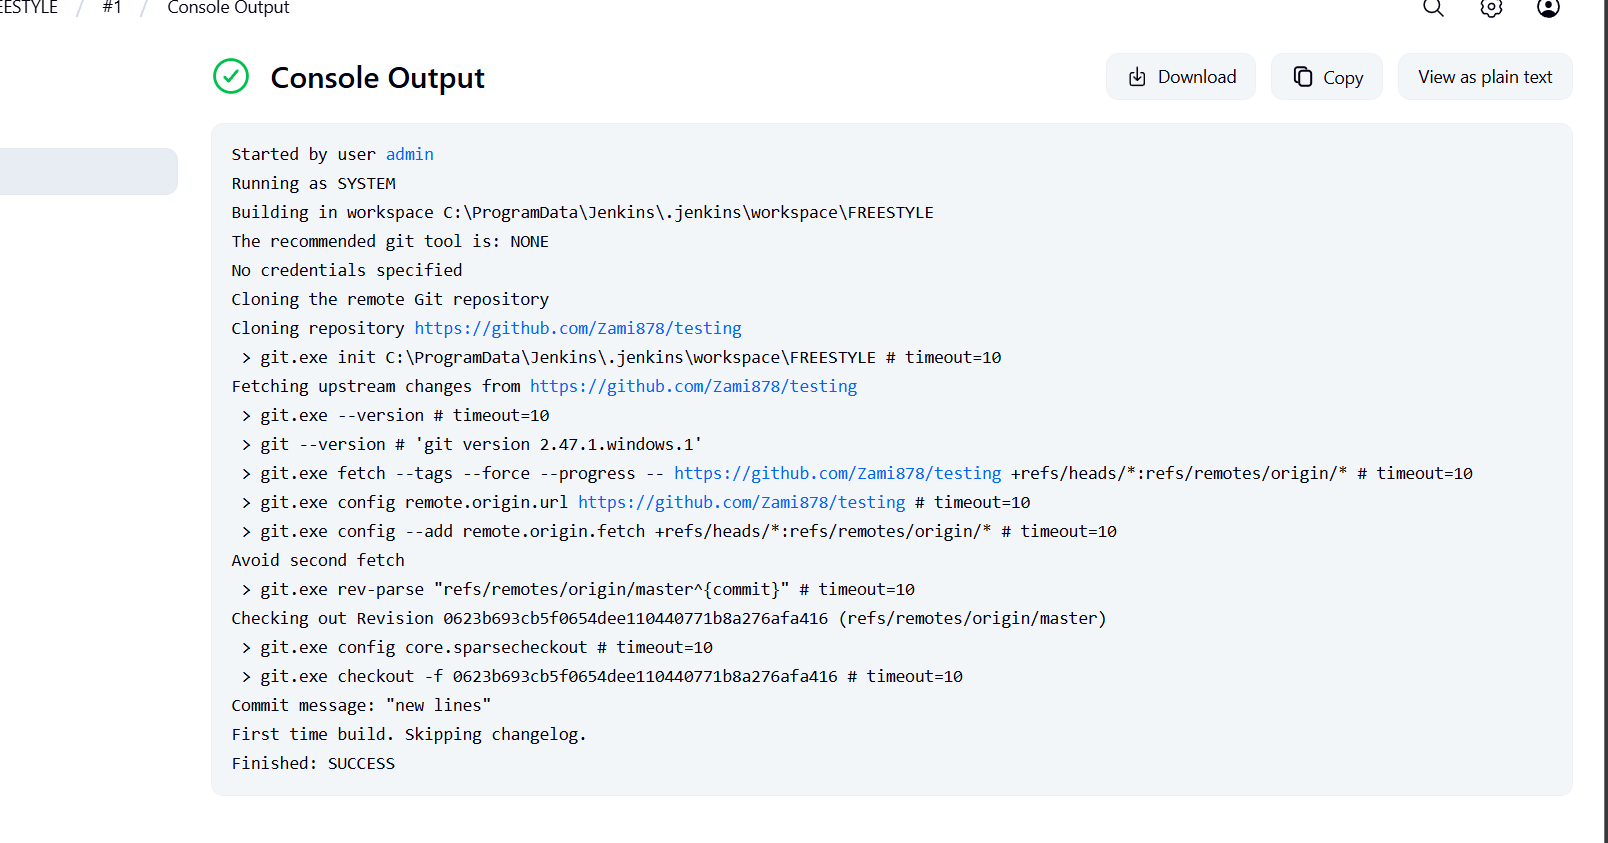 EESTYLE / #1 / Console Output
Console Output
Download
Copy
View as plain text
Started by user admin
Running as SYSTEM
Building in workspace C:\ProgramData\Jenkins\.jenkins\workspace\FREESTYLE
The recommended git tool is: NONE
No credentials specified
Cloning the remote Git repository
Cloning repository https://github.com/Zami878/testing
 > git.exe init C:\ProgramData\Jenkins\.jenkins\workspace\FREESTYLE # timeout=10
Fetching upstream changes from https://github.com/Zami878/testing
 > git.exe --version # timeout=10
 > git --version # 'git version 2.47.1.windows.1'
 > git.exe fetch --tags --force --progress -- https://github.com/Zami878/testing +refs/heads/*:refs/remotes/origin/* # timeout=10
 > git.exe config remote.origin.url https://github.com/Zami878/testing # timeout=10
 > git.exe config --add remote.origin.fetch +refs/heads/*:refs/remotes/origin/* # timeout=10
Avoid second fetch
 > git.exe rev-parse "refs/remotes/origin/master^{commit}" # timeout=10
Checking out Revision 0623b693cb5f0654dee110440771b8a276afa416 (refs/remotes/origin/master)
 > git.exe config core.sparsecheckout # timeout=10
 > git.exe checkout -f 0623b693cb5f0654dee110440771b8a276afa416 # timeout=10
Commit message: "new lines"
First time build. Skipping changelog.
Finished: SUCCESS